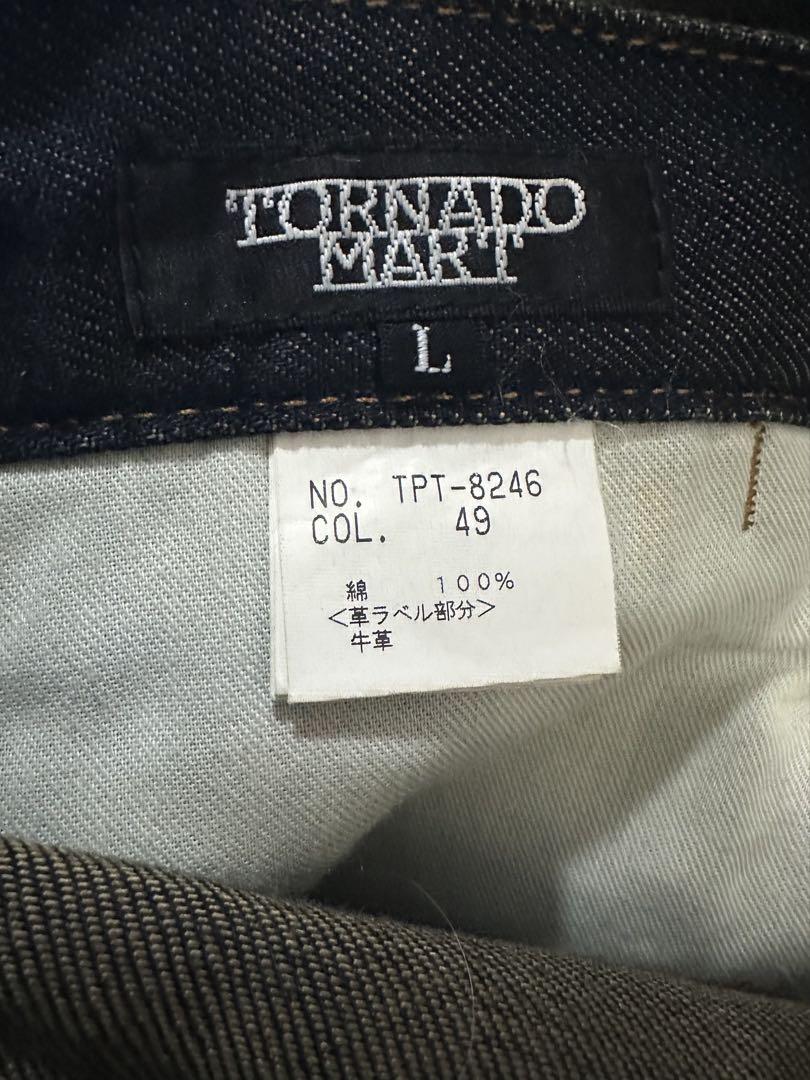 TORNADO
MART
L
NO. TPT-8246
COL. 49
綿 100%
<革ラベル部分>
牛革